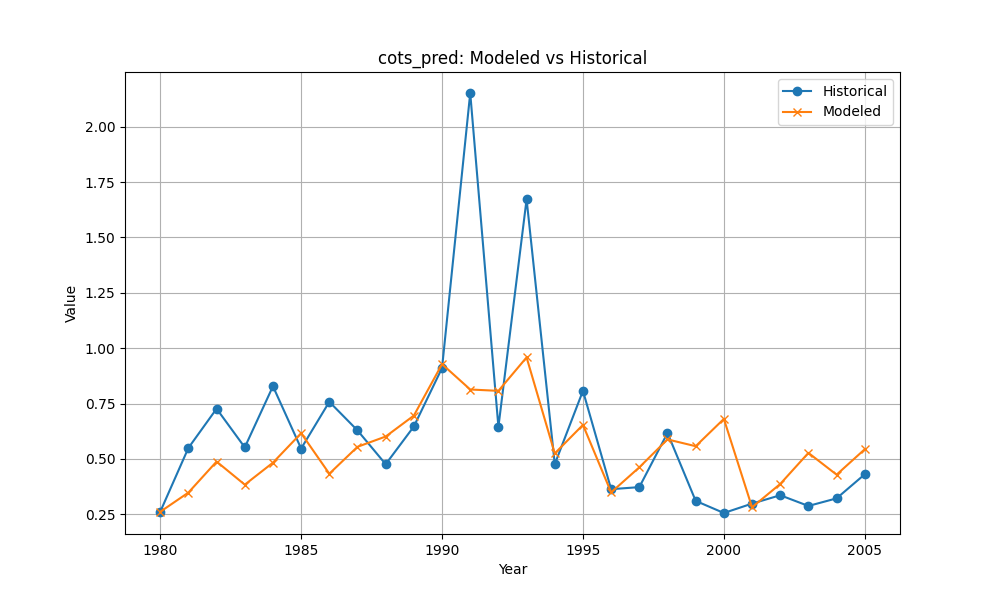 cots_pred: Modeled vs Historical
Historical
Modeled
Value
2.00
1.75
1.50
1.25
1.00
0.75
0.50
0.25
1980 1985 1990 1995 2000 2005
Year